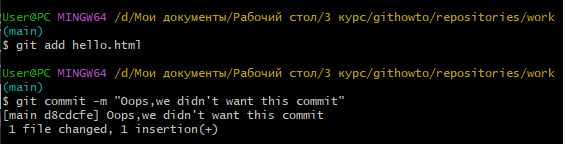 User@PC MINGW64 /d/Мои документы/Рабочий стол/3 курс/githowto/repositories/work
(main)
$ git add hello.html
User@PC MINGW64 /d/Мои документы/Рабочий стол/3 курс/githowto/repositories/work
(main)
$ git commit -m "Oops,we didn't want this commit"
[main d8cdcfe] Oops,we didn't want this commit
 1 file changed, 1 insertion(+)